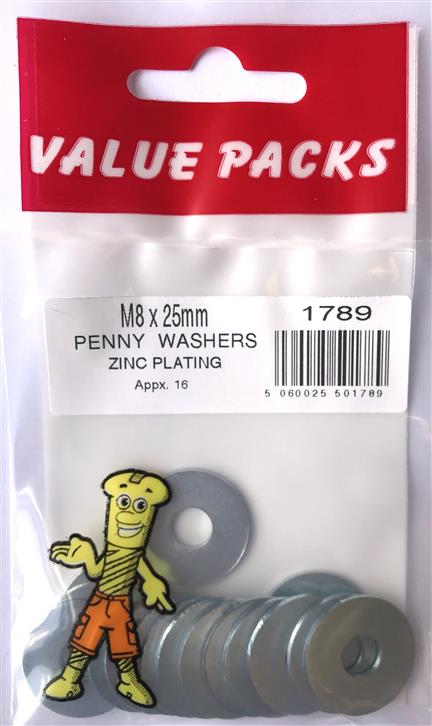 VALUE PACKS
M8 x 25mm
PENNY WASHERS
ZINC PLATING
Appx. 16
1789
5 060025 501789